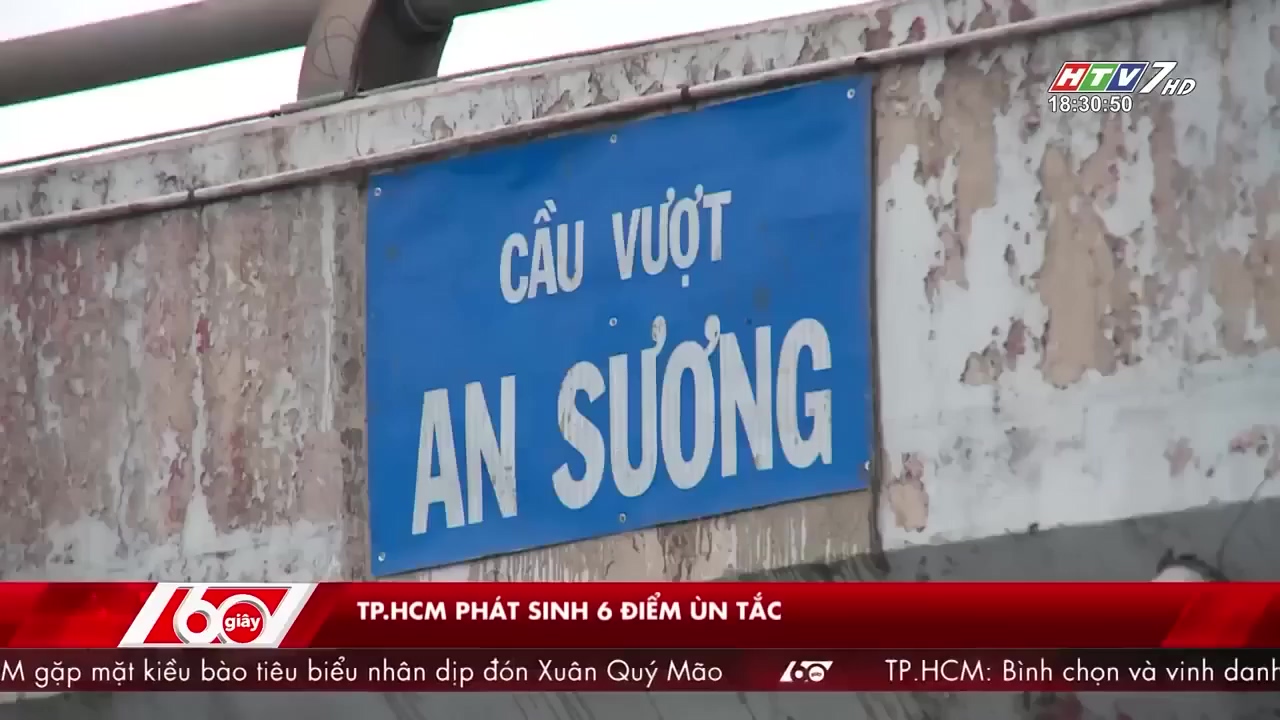 HTV7 HD
18:30:50
CẦU VƯỢT
AN SƯƠNG
60 giây
TP.HCM PHÁT SINH 6 ĐIỂM ÙN TẮC
M gặp mặt kiều bào tiêu biểu nhân dịp đón Xuân Quý Mão 60 giây TP.HCM: Bình chọn và vinh danh